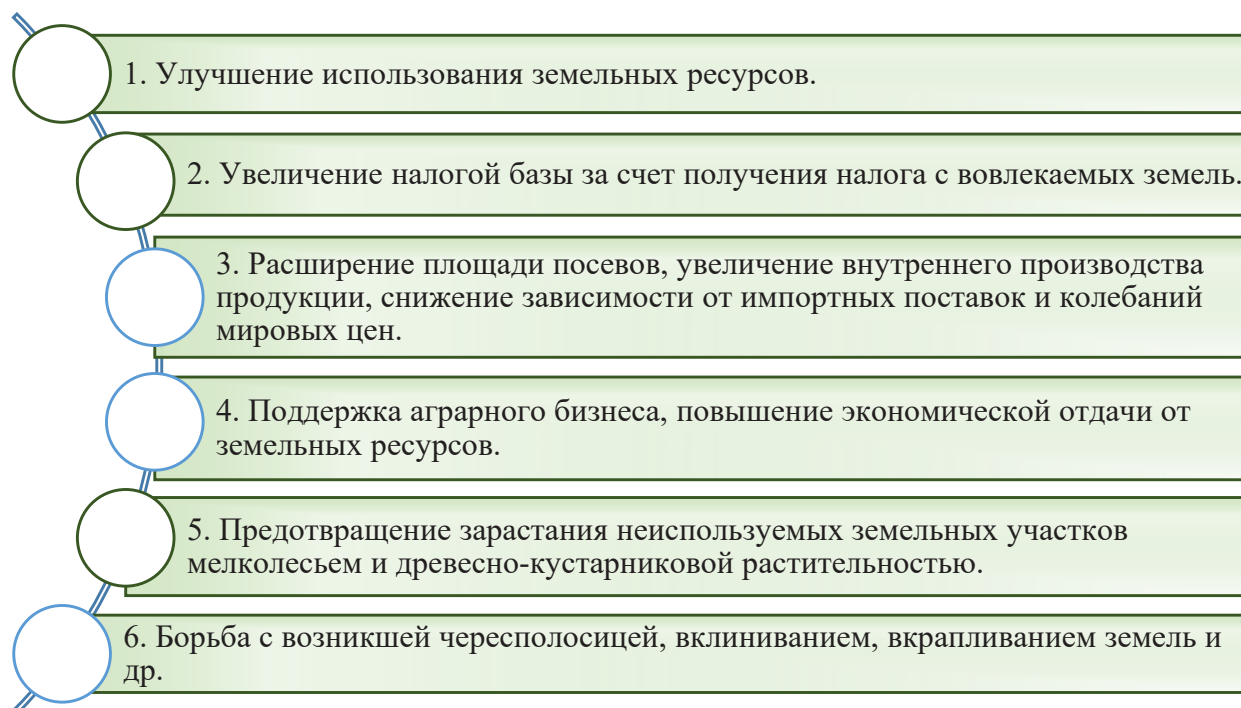 1. Улучшение использования земельных ресурсов.
2. Увеличение налогой базы за счет получения налога с вовлекаемых земель.
3. Расширение площади посевов, увеличение внутреннего производства
продукции, снижение зависимости от импортных поставок и колебаний
мировых цен.
4. Поддержка аграрного бизнеса, повышение экономической отдачи от
земельных ресурсов.
5. Предотвращение зарастания неиспользуемых земельных участков
мелколесьем и древесно-кустарниковой растительностью.
6. Борьба с возникшей чересполосицей, вклиниванием, вкрапливанием земель и
др.